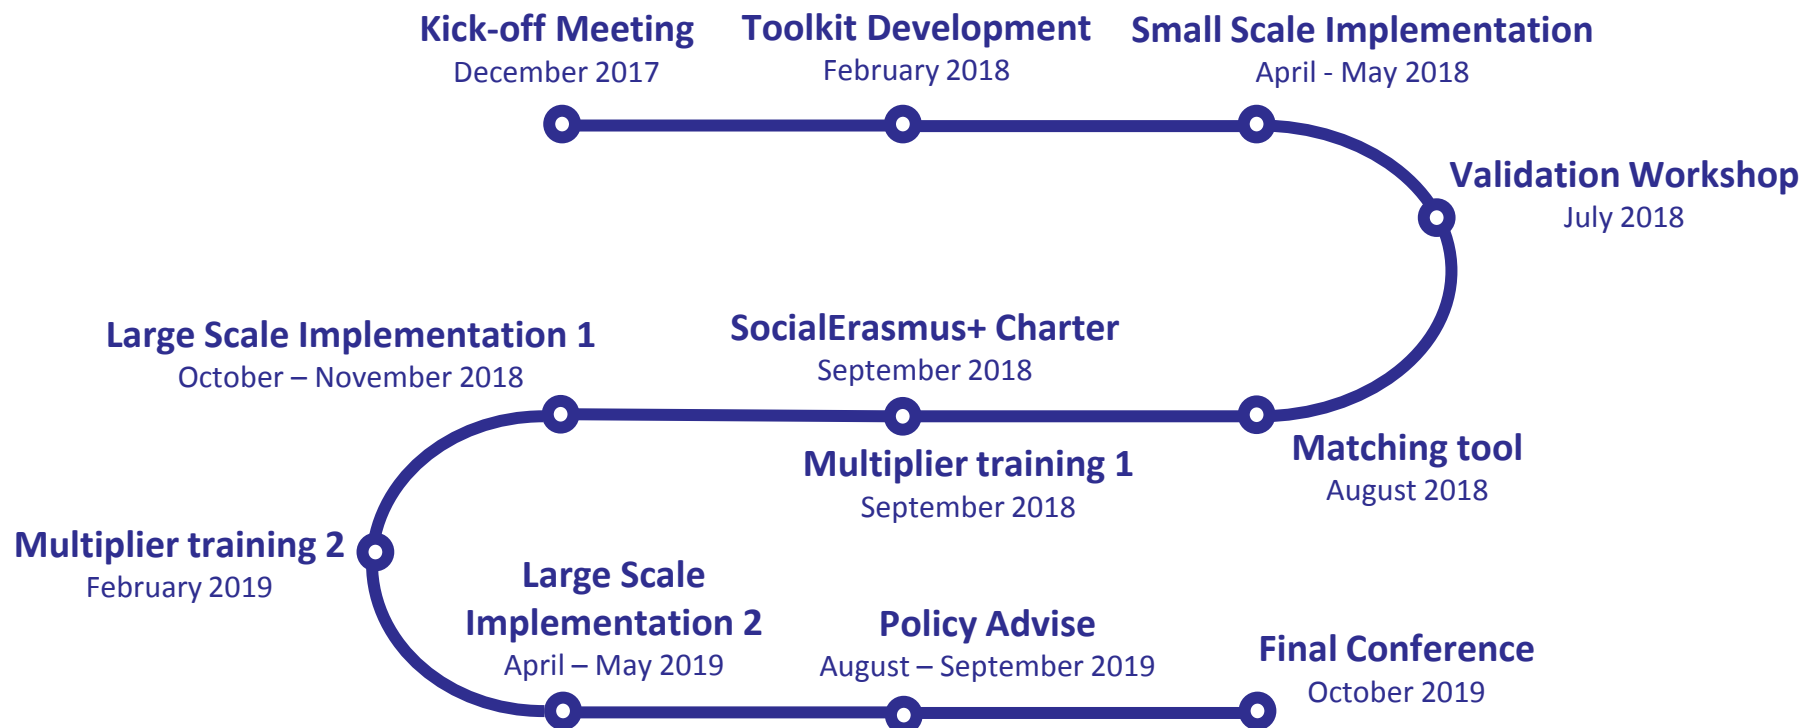 Kick-off Meeting
December 2017
Toolkit Development
February 2018
Small Scale Implementation
April - May 2018
Validation Workshop
July 2018
Matching tool
August 2018
SocialErasmus+ Charter
September 2018
Multiplier training 1
September 2018
Large Scale Implementation 1
October – November 2018
Multiplier training 2
February 2019
Large Scale
Implementation 2
April – May 2019
Policy Advise
August – September 2019
Final Conference
October 2019